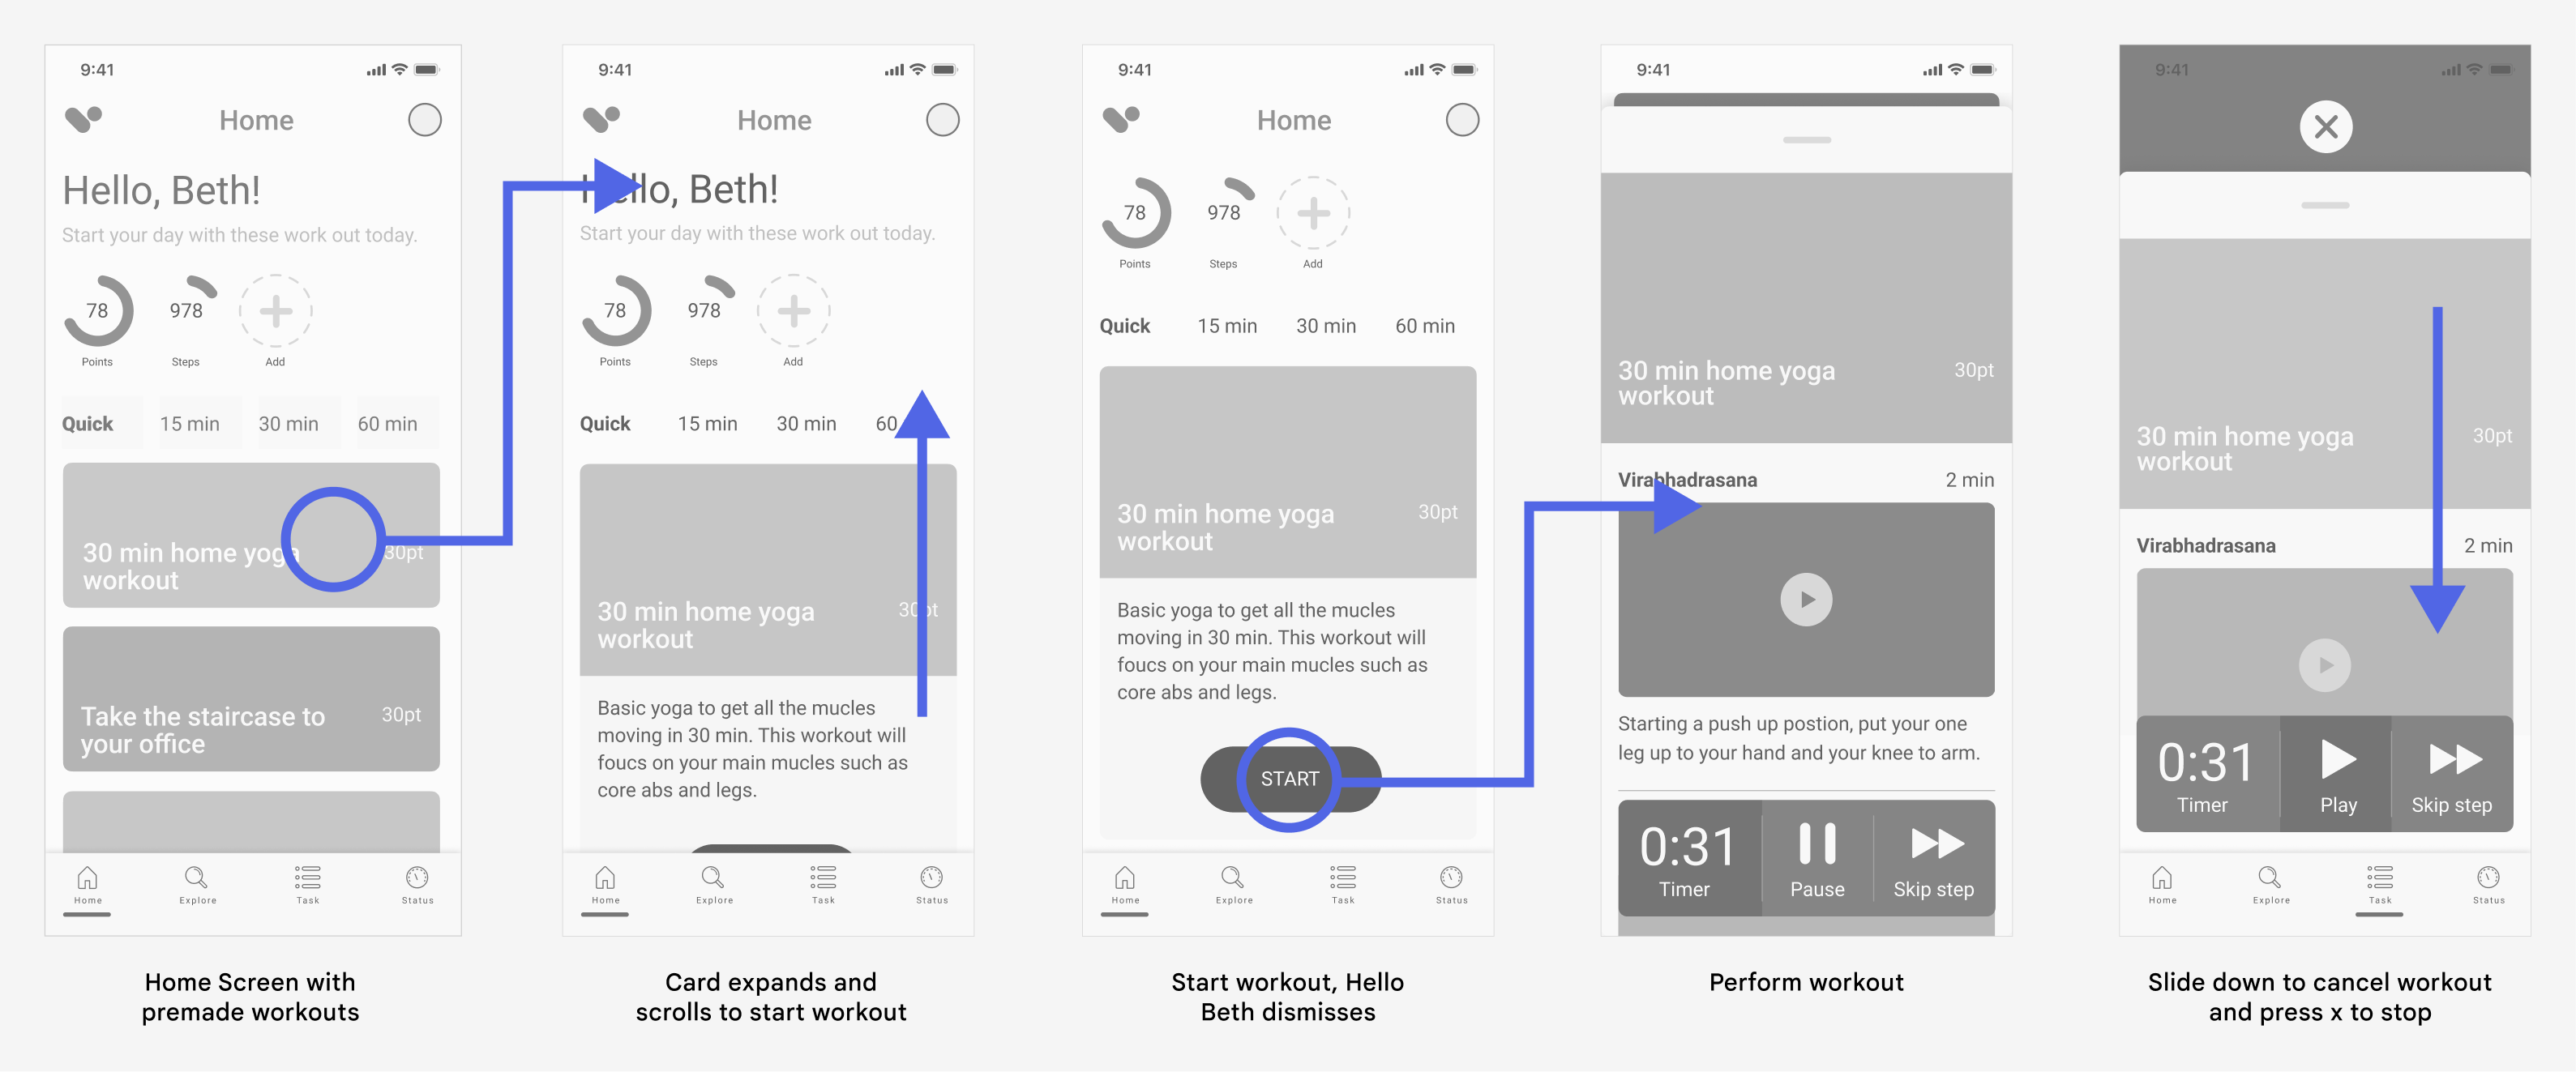 9:41
Home
Hello, Beth!
Start your day with these work out today.
78
978
Points
Steps
Add
Quick
15 min
30 min
60 min
30 min home yoga
workout
30pt
Take the staircase to
your office
30pt
Home
Explore
Task
Status
Home Screen with
premade workouts
9:41
Home
Hello, Beth!
Start your day with these work out today.
78
978
Points
Steps
Add
Quick
15 min
30 min
60
30 min home yoga
workout
30pt
Basic yoga to get all the mucles
moving in 30 min. This workout will
foucs on your main mucles such as
core abs and legs.
Home
Explore
Task
Status
Card expands and
scrolls to start workout
9:41
Home
78
978
Points
Steps
Add
Quick
15 min
30 min
60 min
30 min home yoga
workout
30pt
Basic yoga to get all the mucles
moving in 30 min. This workout will
foucs on your main mucles such as
core abs and legs.
START
Home
Explore
Task
Status
Start workout, Hello
Beth dismisses
9:41
30 min home yoga
workout
30pt
Virabhadrasana
2 min
Starting a push up postion, put your one
leg up to your hand and your knee to arm.
0:31
Timer
Pause
Skip step
Perform workout
9:41
30 min home yoga
workout
30pt
Virabhadrasana
2 min
0:31
Timer
Play
Skip step
Home
Explore
Task
Status
Slide down to cancel workout
and press x to stop